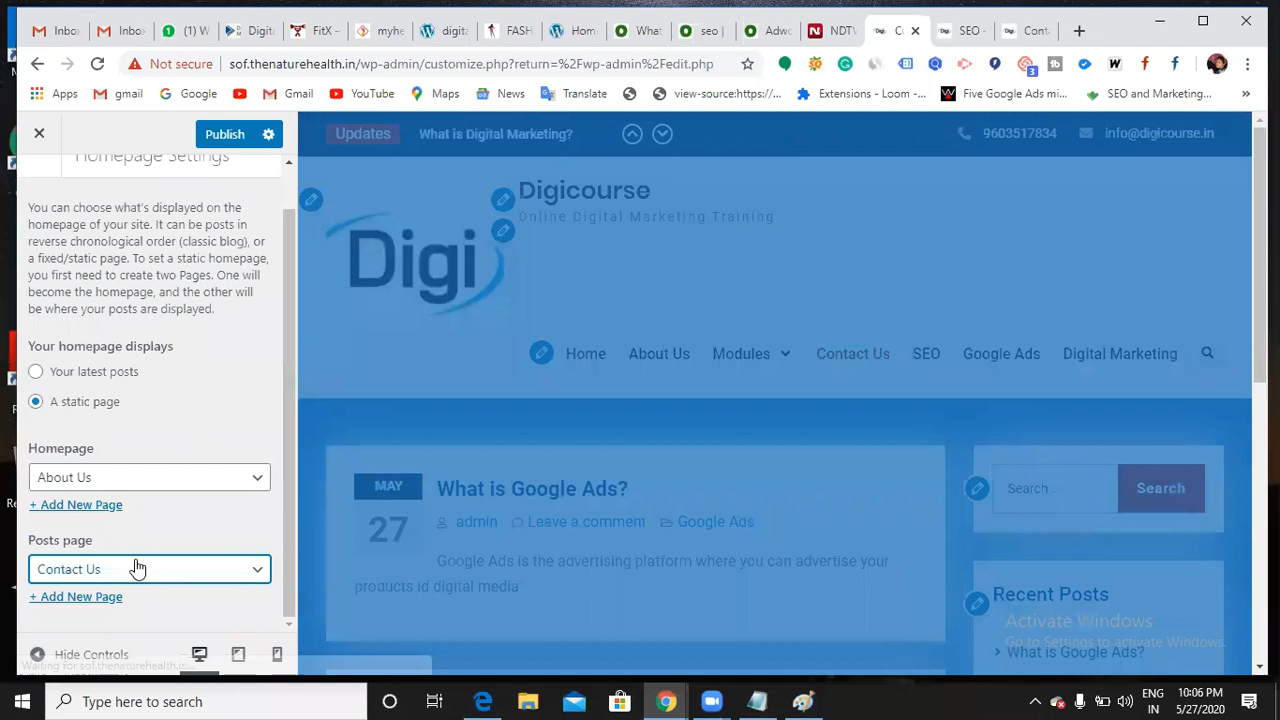 Inbo
Inbo
(1) W
Digit
FitX -
myhe
digita
FASH
Hom
What
seo |
Adwo
NDTV
Cu
SEO -
Conta
Not secure
sof.thenaturehealth.in/wp-admin/customize.php?return=%2Fwp-admin%2Fedit.php
3
Apps
gmail
Google
Gmail
YouTube
Maps
News
Translate
view-source:https:/...
Extensions - Loom -...
Five Google Ads mi...
SEO and Marketing...
»
Publish
Homepage Settings
You can choose what's displayed on the
homepage of your site. It can be posts in
reverse chronological order (classic blog), or
a fixed/static page. To set a static homepage,
you first need to create two Pages. One will
become the homepage, and the other will
be where your posts are displayed.
Your homepage displays
Your latest posts
A static page
Homepage
About Us
+ Add New Page
Posts page
Contact Us
+ Add New Page
Hide Controls
Waiting for sof.thenaturehealth.in...
Updates
What is Digital Marketing?
9603517834
info@digicourse.in
Digi
Digicourse
Online Digital Marketing Training
Home
About Us
Modules
Contact Us
SEO
Google Ads
Digital Marketing
MAY
27
What is Google Ads?
admin
Leave a comment
Google Ads
Google Ads is the advertising platform where you can advertise your
products id digital media
Search ...
Search
Recent Posts
What is Google Ads?
Activate Windows
Go to Settings to activate Windows.
Type here to search
ENG
IN
10:06 PM
5/27/2020